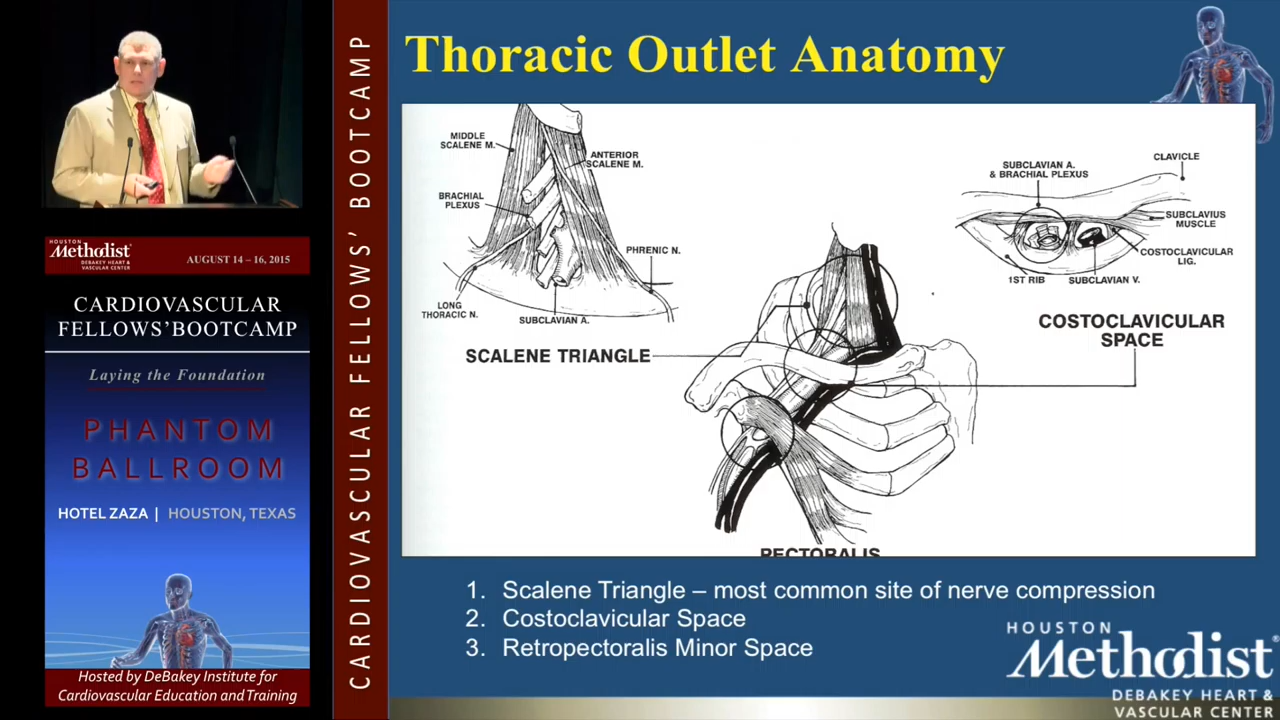 HOUSTON
Methodist
DEBAKEY HEART &
VASCULAR CENTER
AUGUST 14 – 16, 2015
CARDIOVASCULAR
FELLOWS' BOOTCAMP
Laying the Foundation
PHANTOM
BALLROOM
HOTEL ZAZA | HOUSTON, TEXAS
Hosted by DeBakey Institute for
Cardiovascular Education and Training
CARDIOVASCULAR FELLOWS' BOOTCAMP
Thoracic Outlet Anatomy
MIDDLE
SCALENE M.
ANTERIOR
SCALENE M.
BRACHIAL
PLEXUS
PHRENIC N.
LONG
THORACIC N.
SUBCLAVIAN A.
SCALENE TRIANGLE
SUBCLAVIAN A.
& BRACHIAL PLEXUS
CLAVICLE
SUBCLAVIUS
MUSCLE
COSTOCLAVICULAR
LIG.
1ST RIB
SUBCLAVIAN V.
COSTOCLAVICULAR
SPACE
PECTORALIS
1. Scalene Triangle – most common site of nerve compression
2. Costoclavicular Space
3. Retropectoralis Minor Space
HOUSTON
Methodist
DEBAKEY HEART &
VASCULAR CENTER